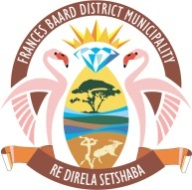 FRANCES BAARD DISTRICT MUNICIPALITY
RE DIRELA SETSHABA